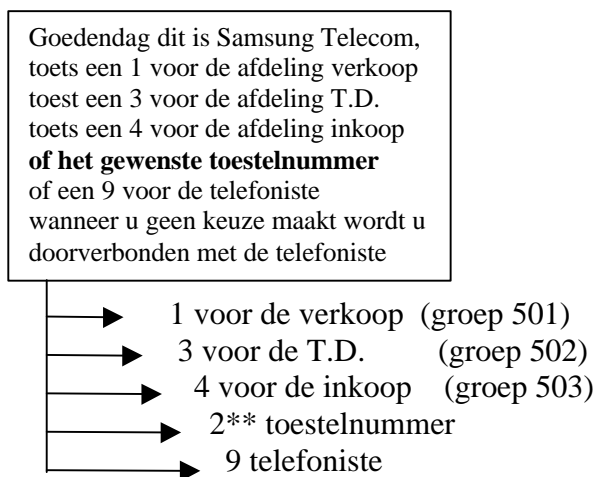 Goedendag dit is Samsung Telecom,
toets een 1 voor de afdeling verkoop
toest een 3 voor de afdeling T.D.
toets een 4 voor de afdeling inkoop
of het gewenste toestelnummer
of een 9 voor de telefoniste
wanneer u geen keuze maakt wordt u
doorverbonden met de telefoniste
1 voor de verkoop (groep 501)
3 voor de T.D. (groep 502)
4 voor de inkoop (groep 503)
2** toestelnummer
9 telefoniste